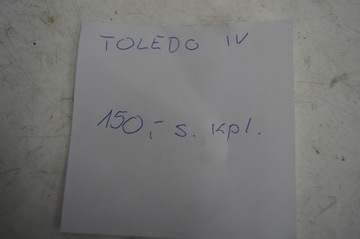 TOLEDO IV
150,- s. kpl.